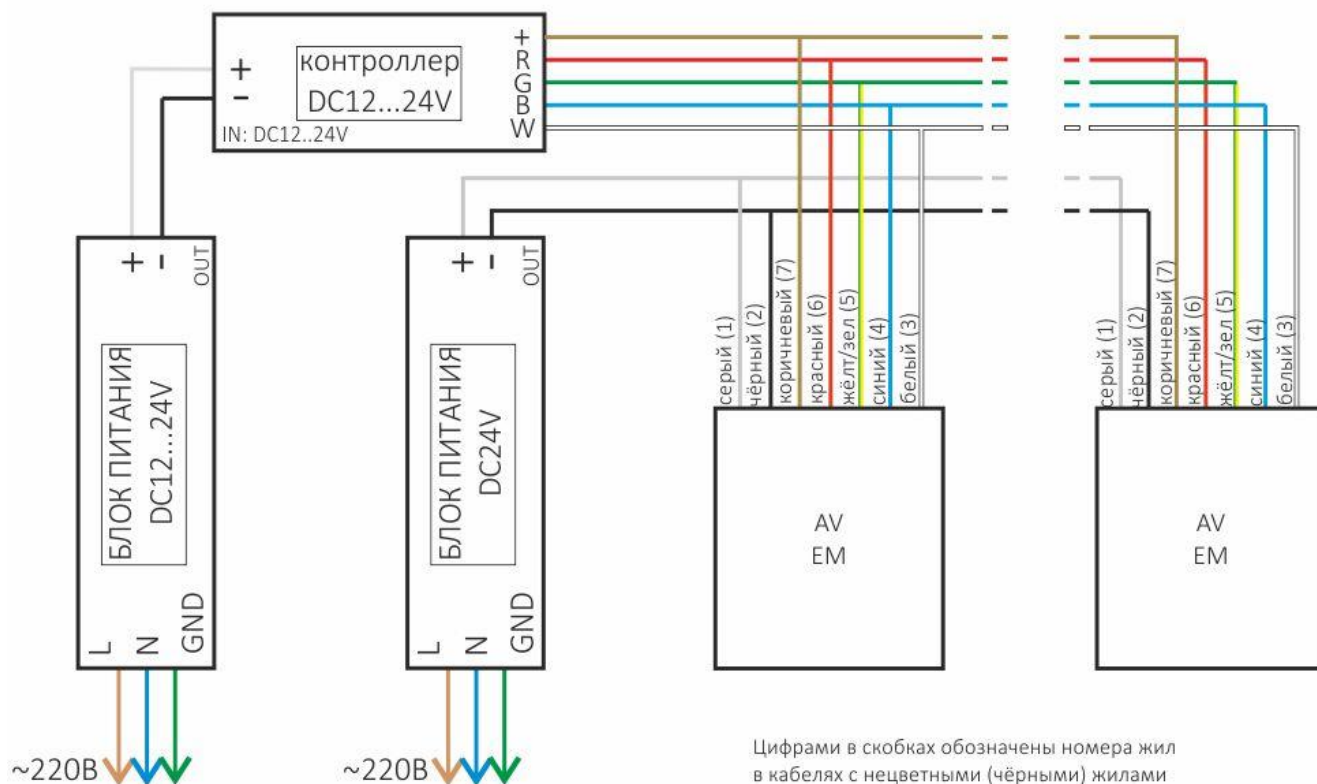 контроллер
DC12...24V
+
-
IN: DC12..24V
+
R
G
B
W
+
-
OUT
БЛОК ПИТАНИЯ
DC12...24V
L
N
GND
~220В
+
-
OUT
БЛОК ПИТАНИЯ
DC24V
L
N
GND
~220В
серый (1)
чёрный (2)
коричневый (7)
красный (6)
жёлт/зел (5)
синий (4)
белый (3)
AV
EM
серый (1)
чёрный (2)
коричневый (7)
красный (6)
жёлт/зел (5)
синий (4)
белый (3)
AV
EM
Цифрами в скобках обозначены номера жил
в кабелях с нецветными (чёрными) жилами